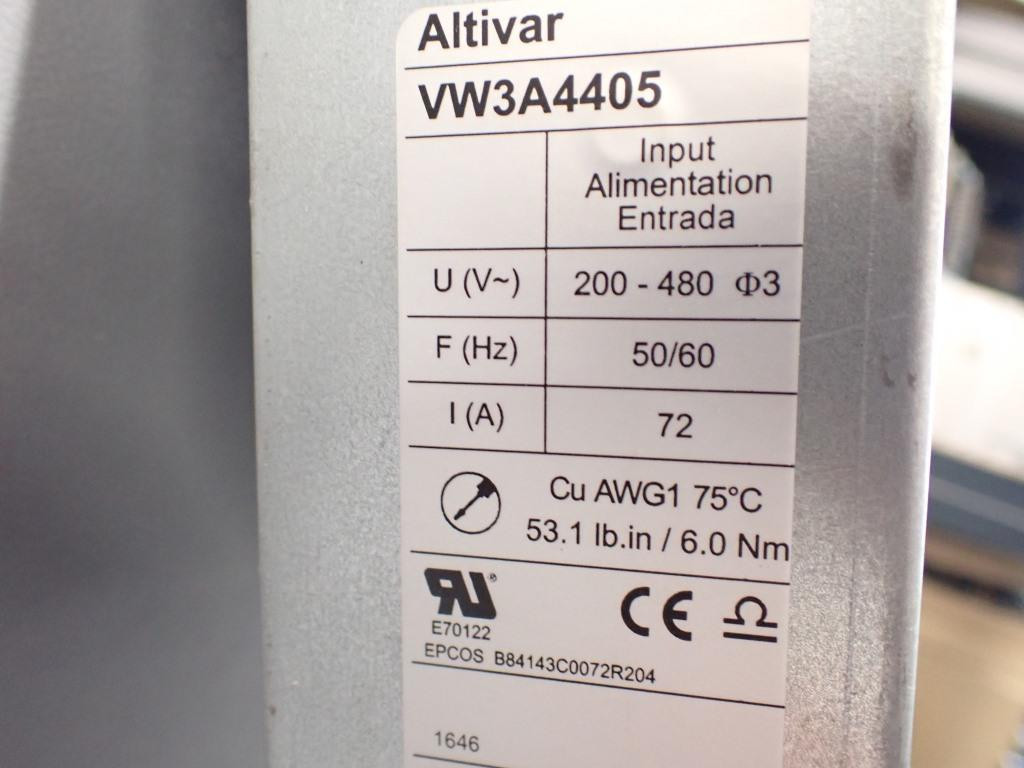 Altivar
VW3A4405
Input
Alimentation
Entrada
U (V~) 200 - 480 Φ3
F (Hz) 50/60
I (A) 72
Cu AWG1 75°C
53.1 lb.in / 6.0 Nm
RU®
CE
E70122
EPCOS B84143C0072R204
1646